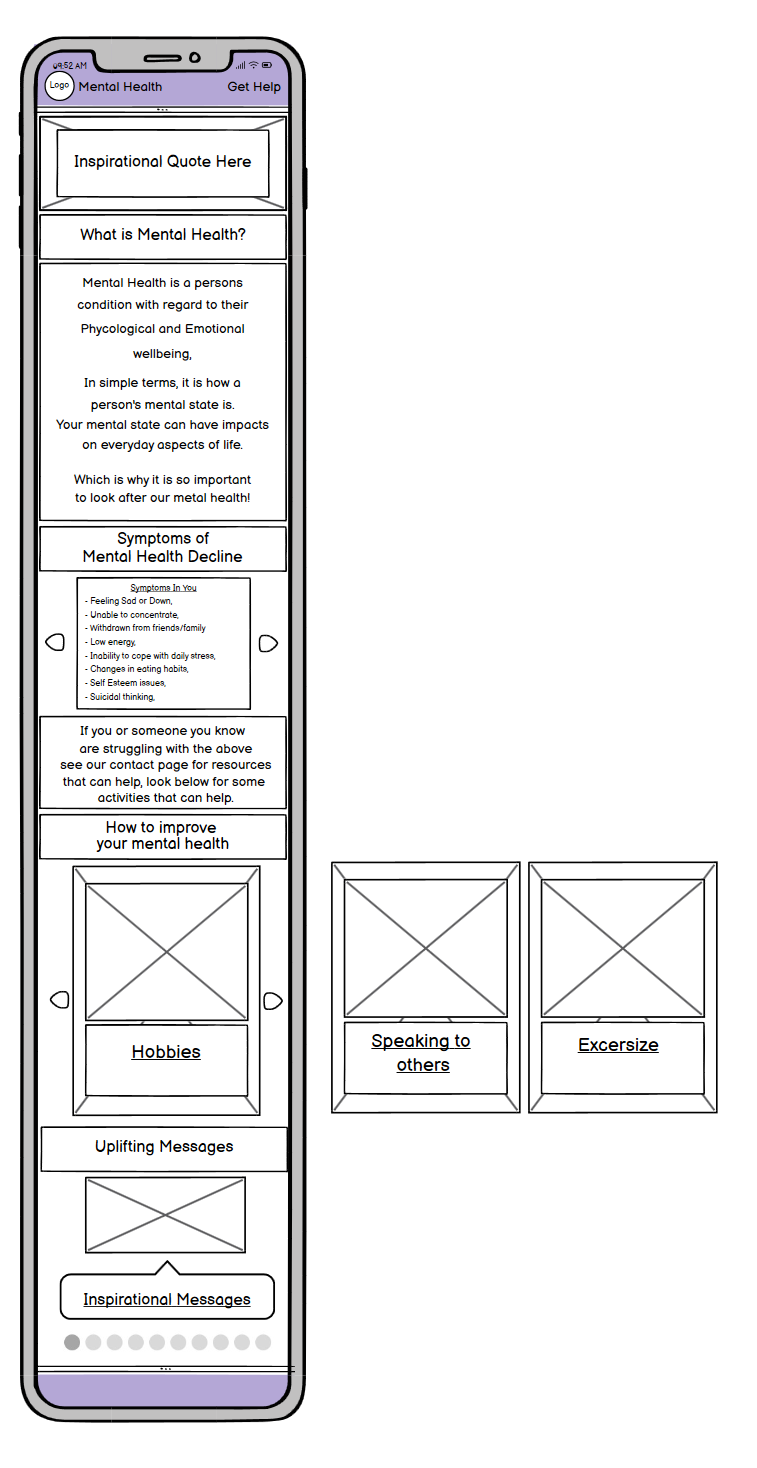 09:52 AM
Logo
Mental Health
Get Help
Inspirational Quote Here
What is Mental Health?
Mental Health is a persons
condition with regard to their
Phycological and Emotional
wellbeing,
In simple terms, it is how a
person's mental state is.
Your mental state can have impacts
on everyday aspects of life.
Which is why it is so important
to look after our metal health!
Symptoms of
Mental Health Decline
Symptoms In You
- Feeling Sad or Down,
- Unable to concentrate,
- Withdrawn from friends/family
- Low energy,
- Inability to cope with daily stress,
- Changes in eating habits,
- Self Esteem issues,
- Suicidal thinking,
If you or someone you know
are struggling with the above
see our contact page for resources
that can help, look below for some
activities that can help.
How to improve
your mental health
Hobbies
Speaking to
others
Excersize
Uplifting Messages
Inspirational Messages